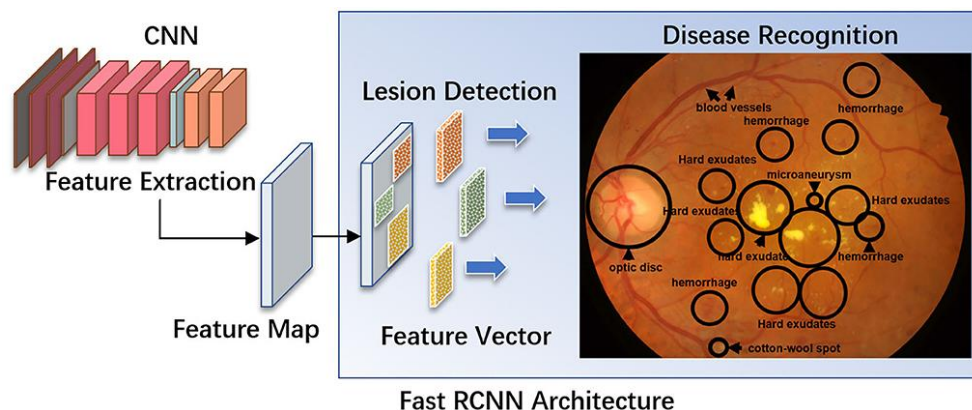 CNN
Feature Extraction
Feature Map
Lesion Detection
Feature Vector
Disease Recognition
blood vessels
hemorrhage
hemorrhage
Hard exudates
microaneurysm
Hard exudates
Hard exudates
hard exudate
hemorrhage
optic disc
hemorrhage
Hard exudates
cotton-wool spot
Fast RCNN Architecture